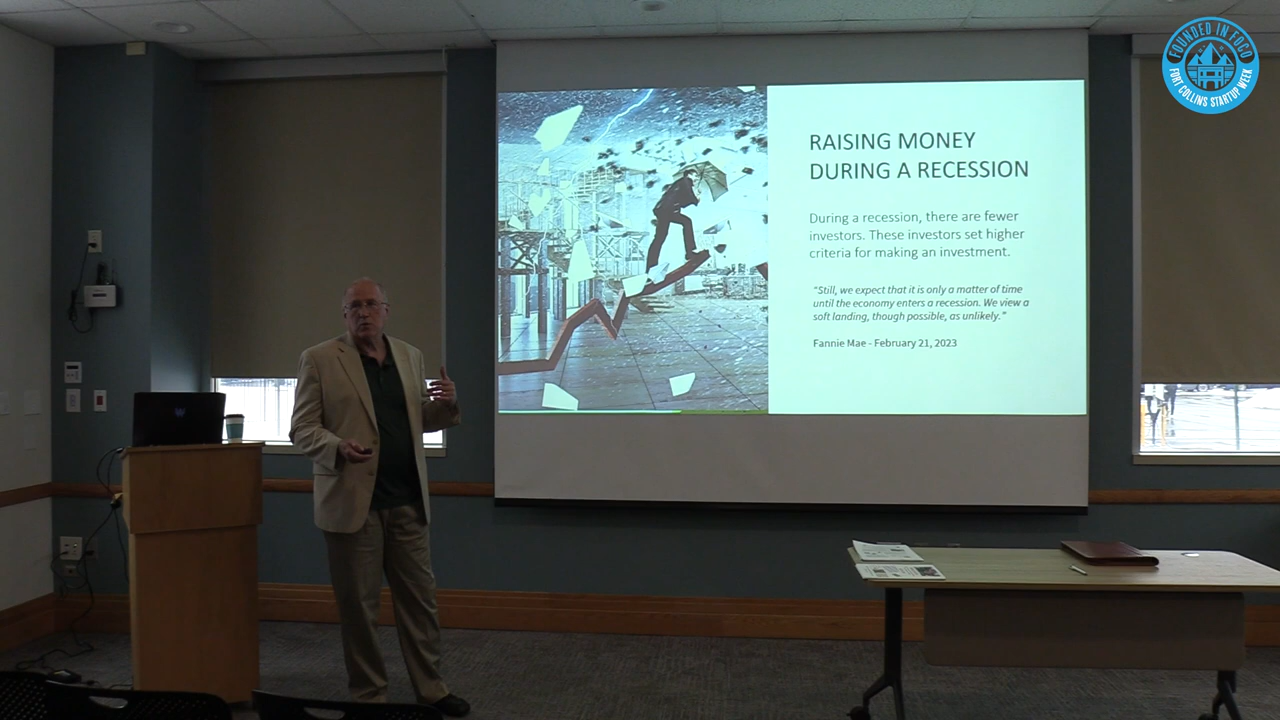 FOUNDED IN FOCO
FORT COLLINS STARTUP WEEK
RAISING MONEY
DURING A RECESSION
During a recession, there are fewer
investors. These investors set higher
criteria for making an investment.
"Still, we expect that it is only a matter of time
until the economy enters a recession. We view a
soft landing, though possible, as unlikely."
Fannie Mae - February 21, 2023